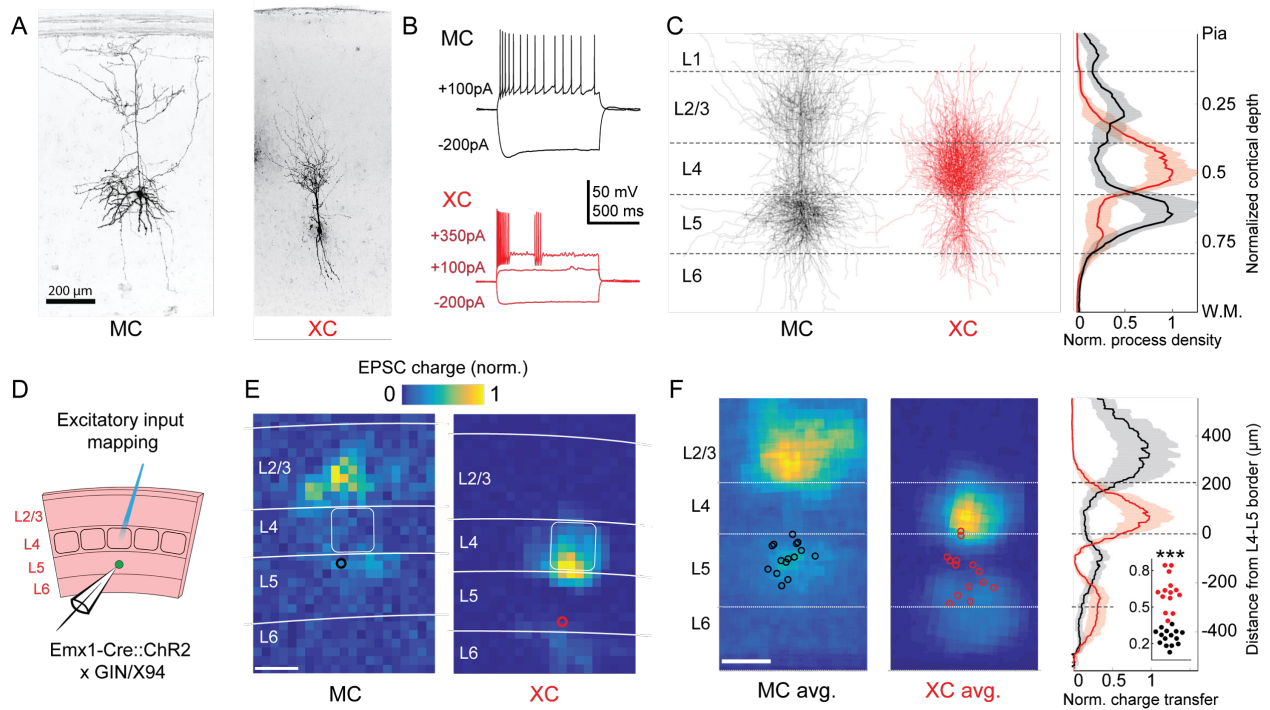 A
200 µm
MC
XC
B
MC
+100pA
-200pA
XC
+350pA
+100pA
-200pA
50 mV
500 ms
C
L1
L2/3
L4
L5
L6
MC
XC
Pia
0.25
0.5
0.75
W.M.
Normalized cortical depth
0
0.5
1
Norm. process density
D
Excitatory input
mapping
L2/3
L4
L5
L6
Emx1-Cre::ChR2
x GIN/X94
E
EPSC charge (norm.)
0
1
L2/3
L4
L5
L6
MC
L2/3
L4
L5
L6
XC
F
L2/3
L4
L5
L6
MC avg.
XC avg.
400
200
0
-200
-400
Distance from L4-L5 border (µm)
***
0.8
0.5
0.2
0
0.5
1
Norm. charge transfer